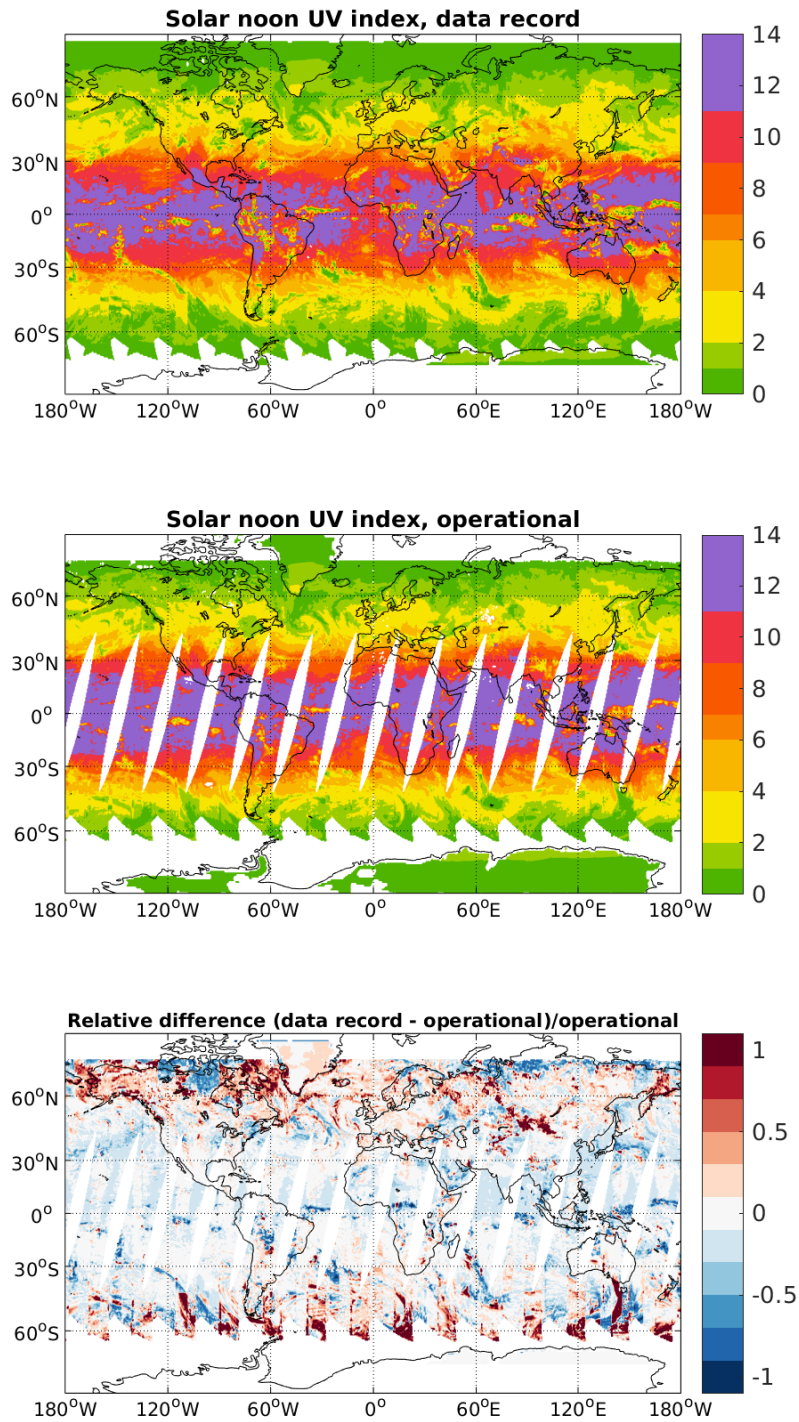 Solar noon UV index, data record
14
12
10
8
6
4
2
0
60°N
30°N
0°
30°S
60°S
180°W 120°W 60°W 0° 60°E 120°E 180°W
Solar noon UV index, operational
14
12
10
8
6
4
2
0
60°N
30°N
0°
30°S
60°S
180°W 120°W 60°W 0° 60°E 120°E 180°W
Relative difference (data record - operational)/operational
1
0.5
0
-0.5
-1
60°N
30°N
0°
30°S
60°S
180°W 120°W 60°W 0° 60°E 120°E 180°W